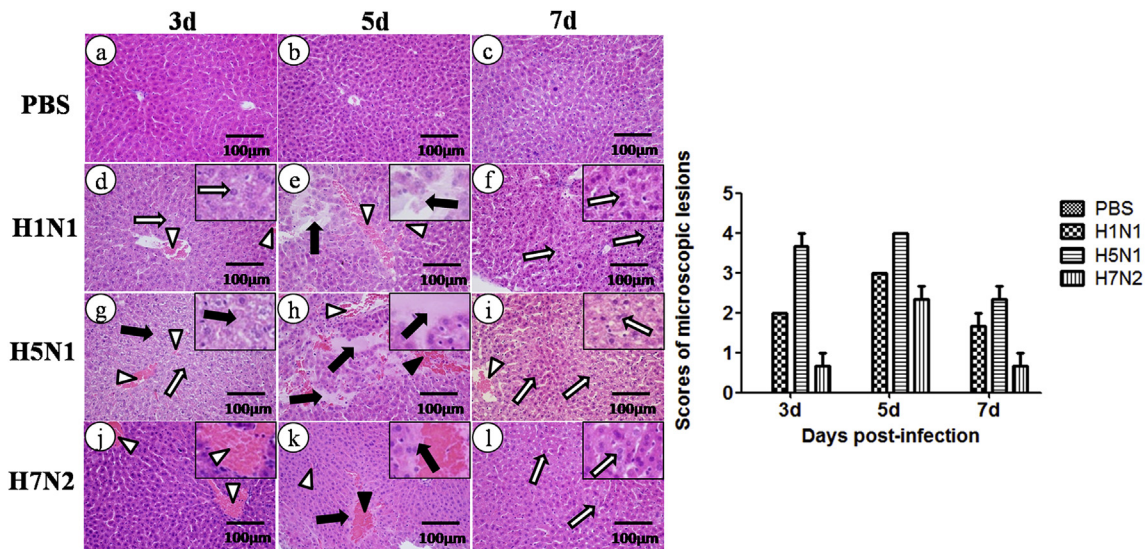 3d 5d 7d
PBS
a b c
100μm 100μm 100μm
H1N1
d e f
100μm 100μm 100μm
H5N1
g h i
100μm 100μm 100μm
H7N2
j k l
100μm 100μm 100μm
Scores of microscopic lesions
5
4
3
2
1
0
3d 5d 7d
Days post-infection
PBS
H1N1
H5N1
H7N2